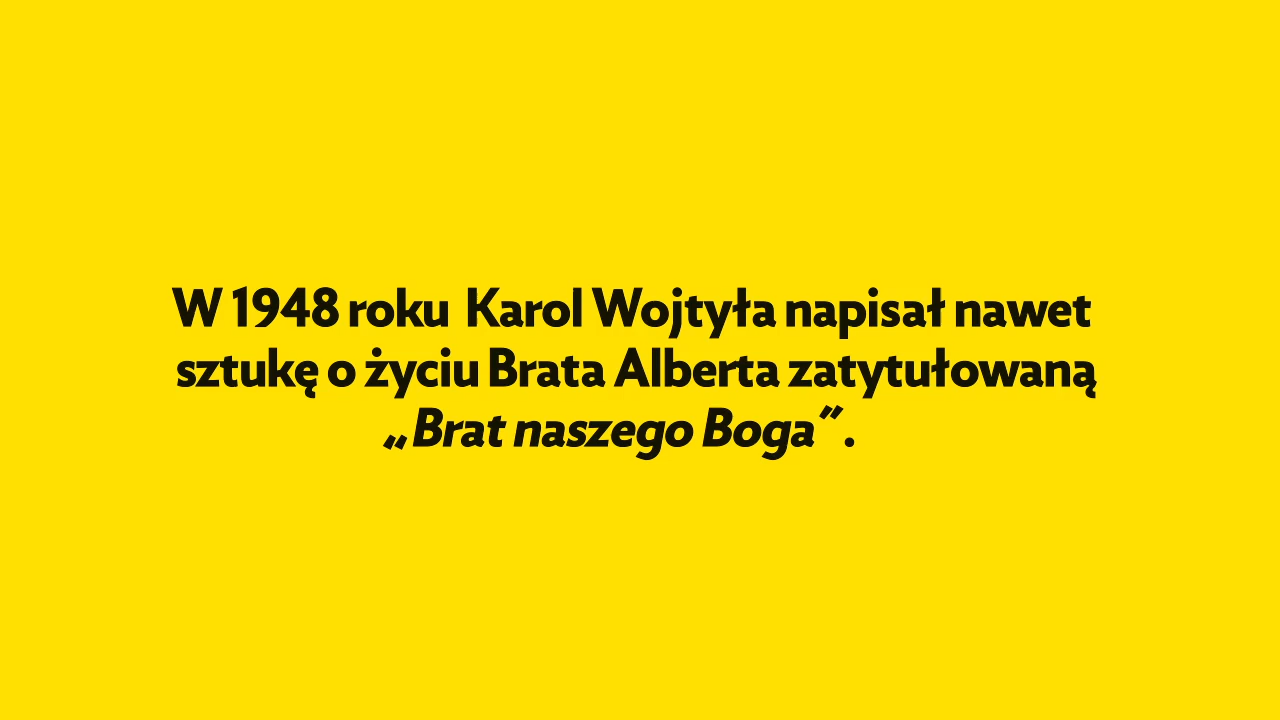 W 1948 roku  Karol Wojtyła napisał nawet
sztukę o życiu Brata Alberta zatytułowaną
„Brat naszego Boga”.